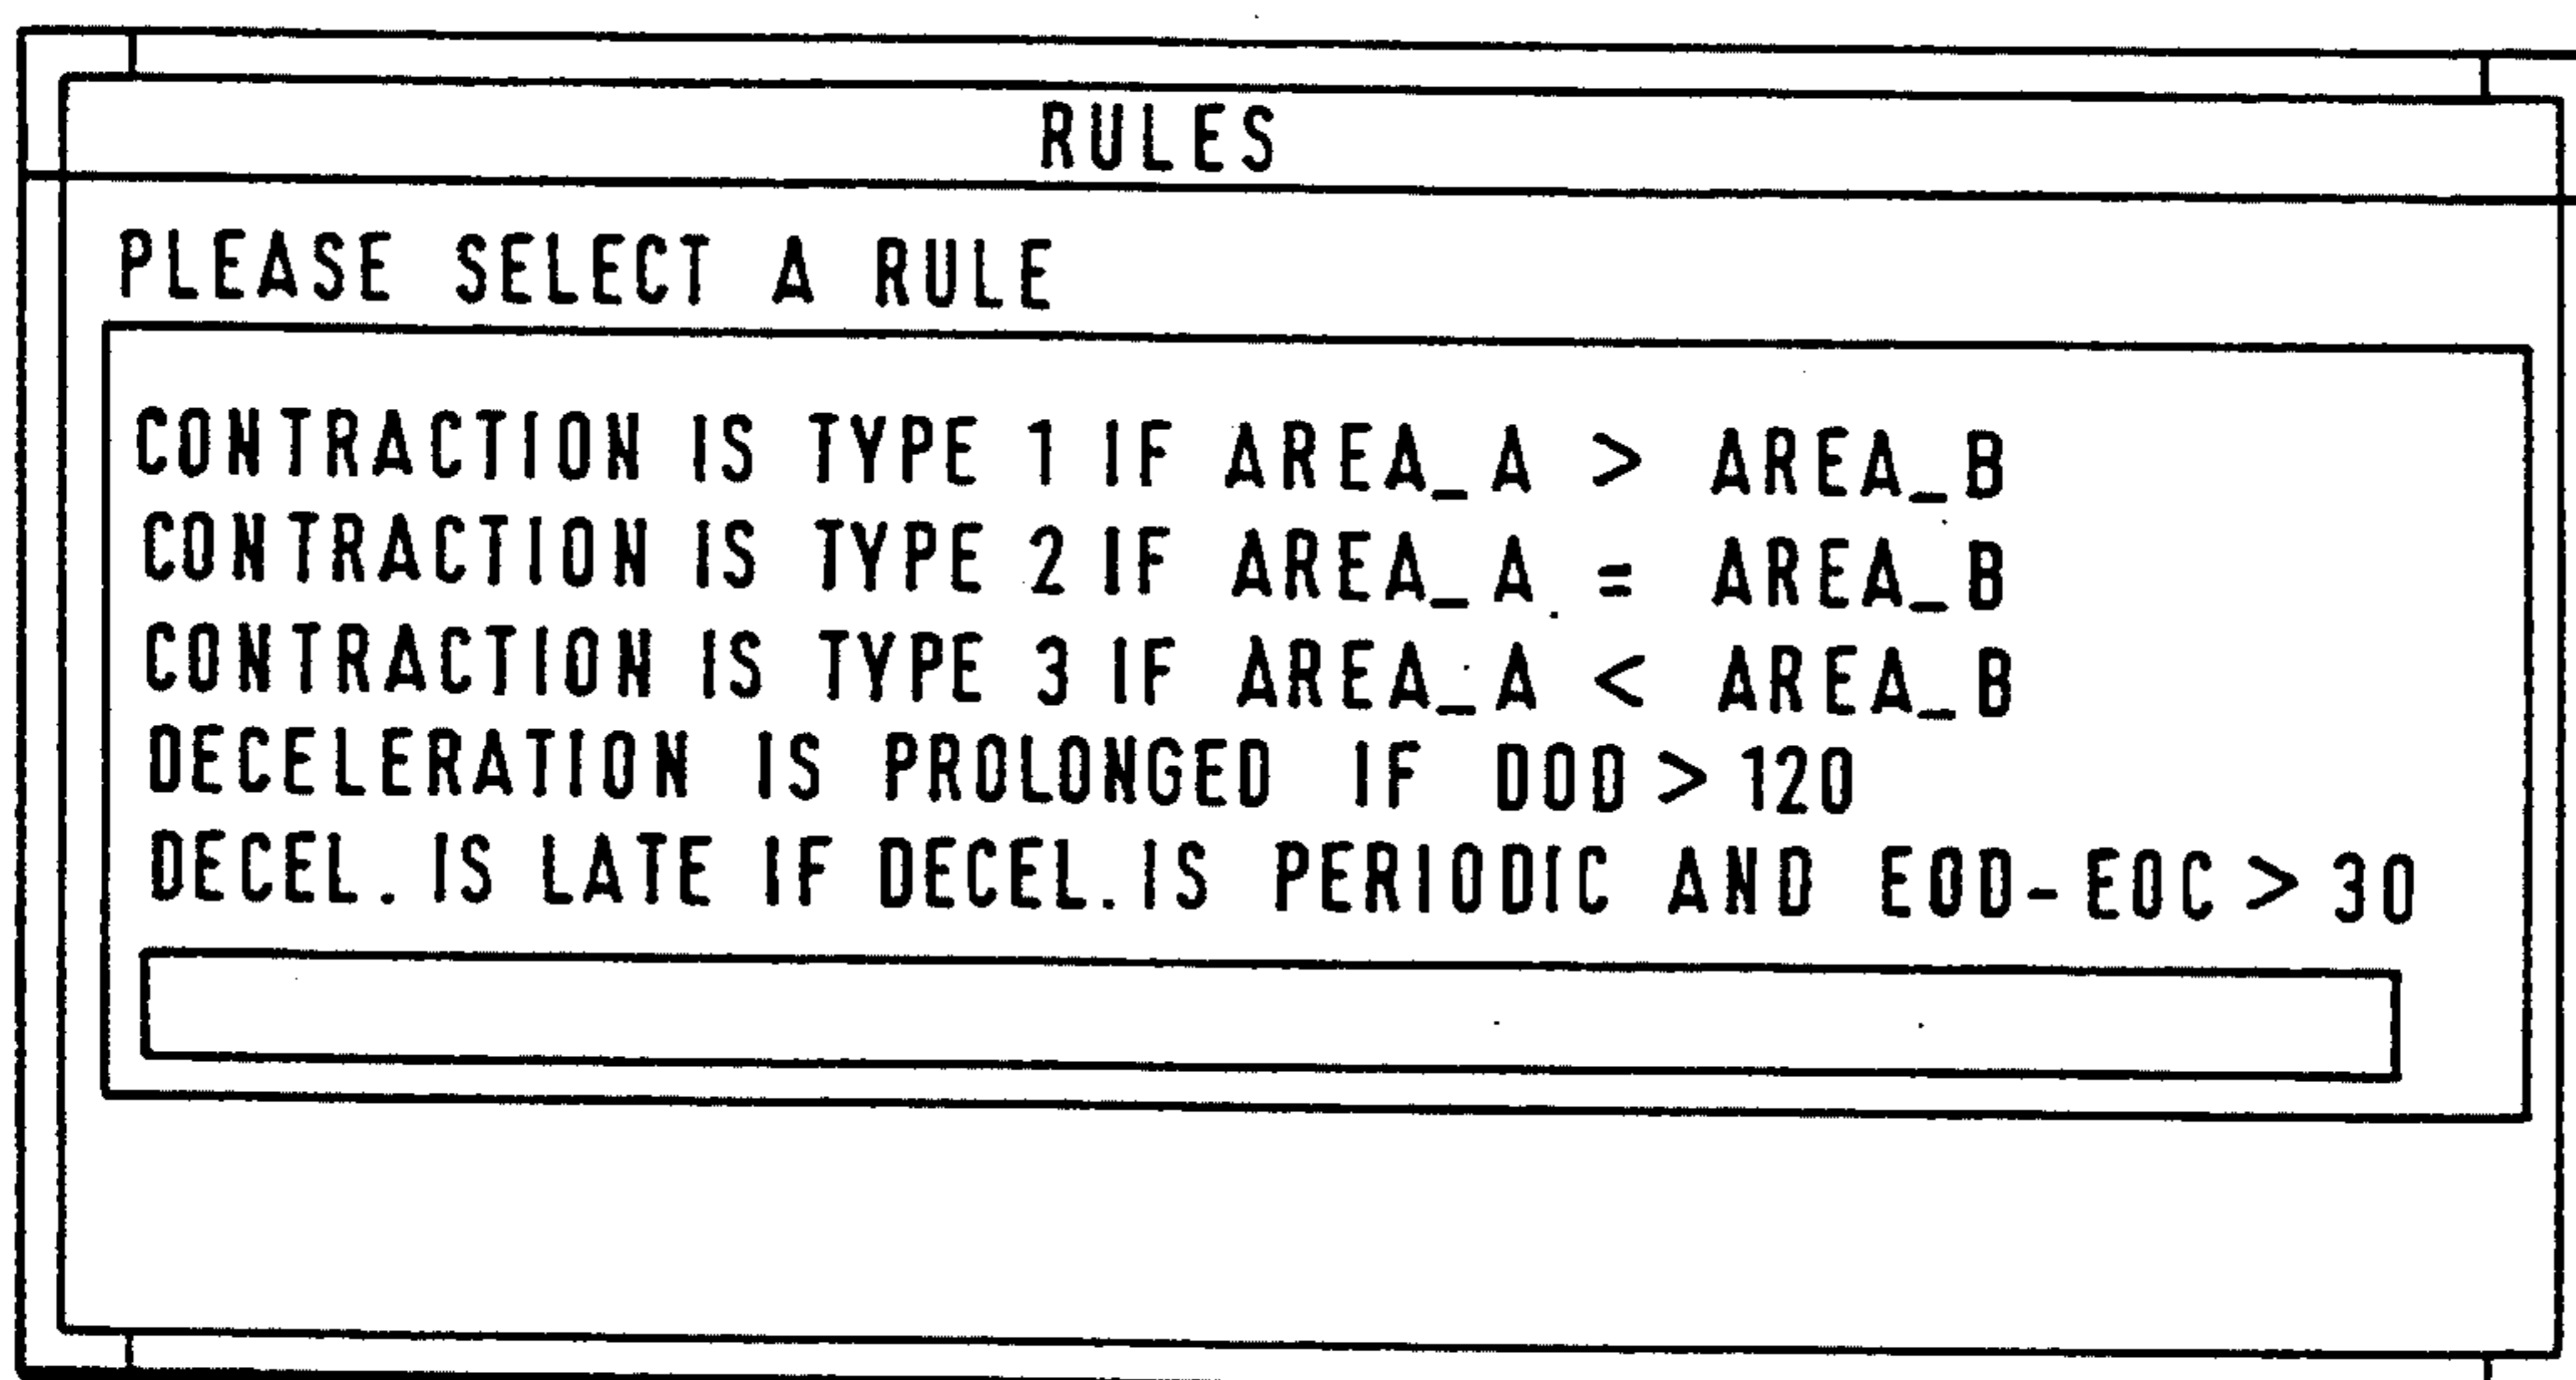 RULES
PLEASE SELECT A RULE
CONTRACTION IS TYPE 1 IF AREA_A > AREA_B
CONTRACTION IS TYPE 2 IF AREA_A = AREA_B
CONTRACTION IS TYPE 3 IF AREA_A < AREA_B
DECELERATION IS PROLONGED IF DOD > 120
DECEL. IS LATE IF DECEL. IS PERIODIC AND EOD-EOC > 30